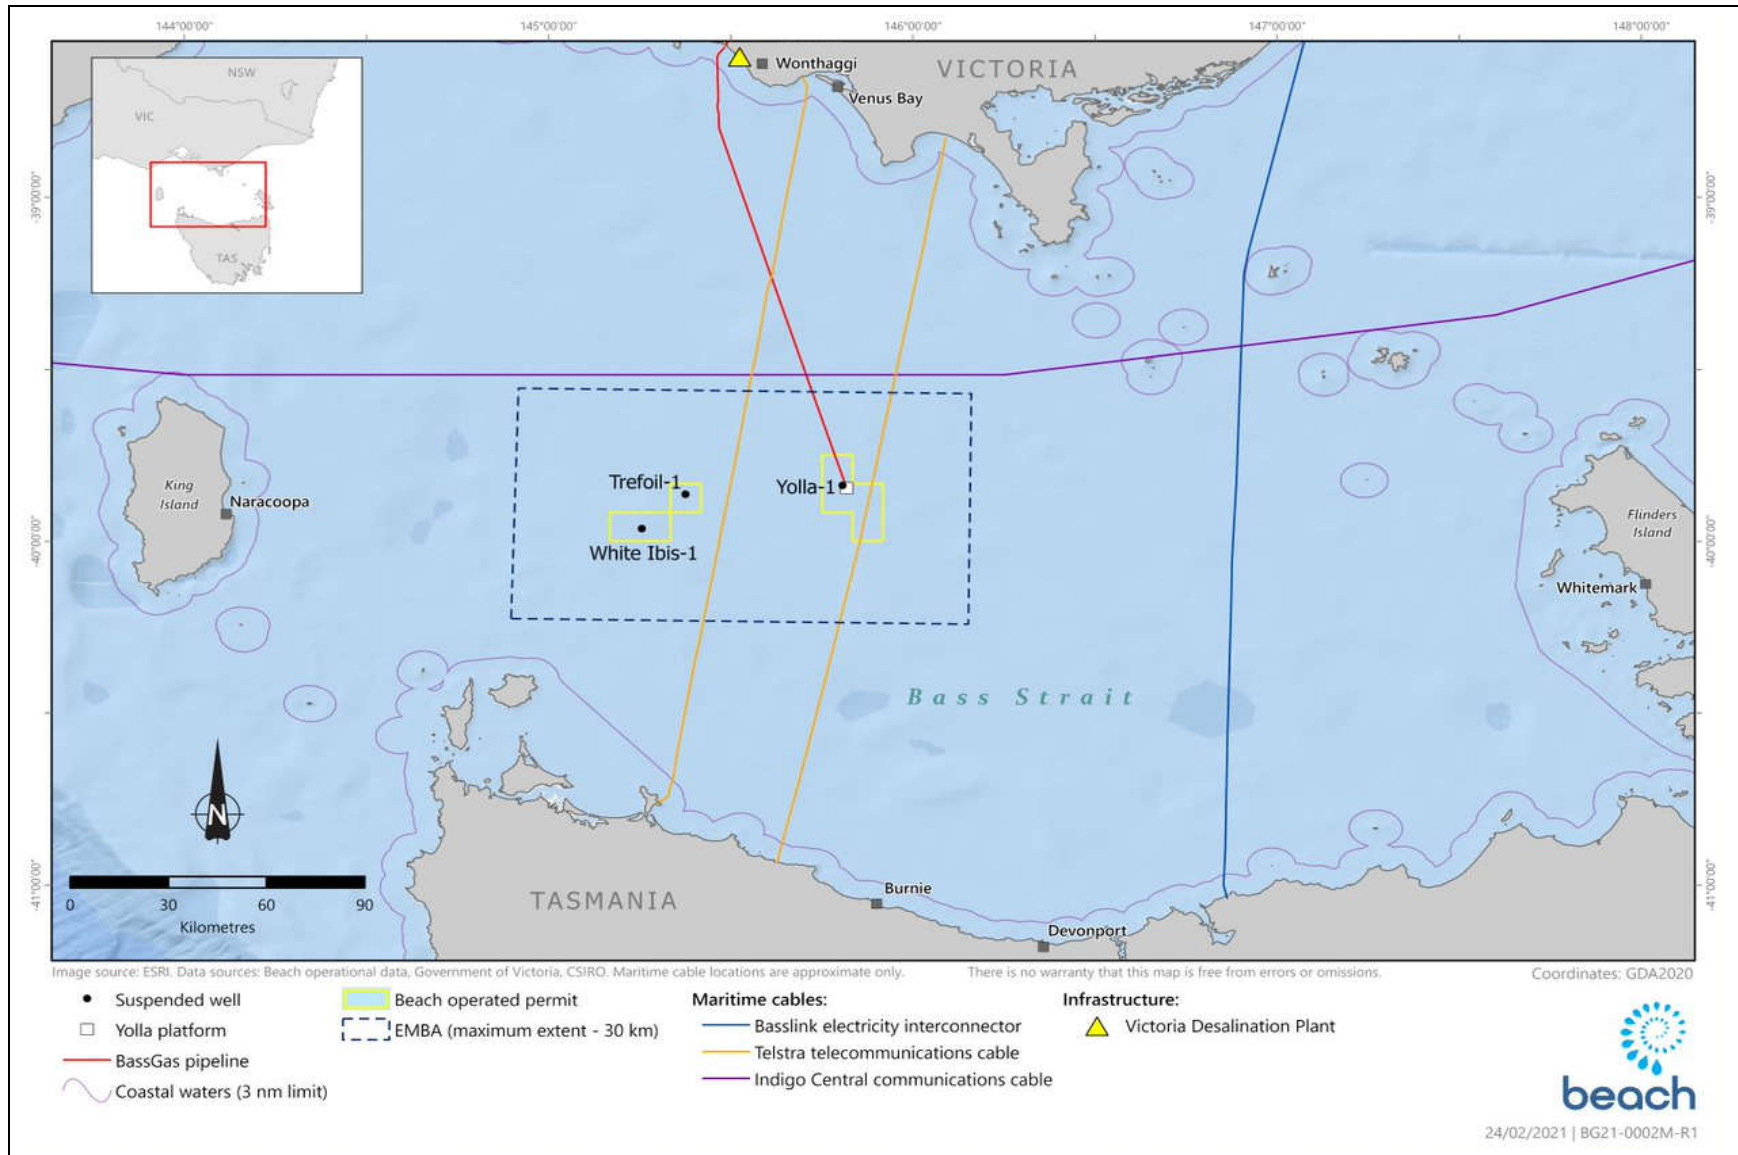 144°00'00" 145°00'00" 146°00'00" 147°00'00" 148°00'00"
-39°00'00"
-40°00'00"
-41°00'00"
-39°00'00"
-40°00'00"
-41°00'00"
NSW
VIC
TAS
VICTORIA
Wonthaggi
Venus Bay
King
Island
Naracoopa
Trefoil-1
White Ibis-1
Yolla-1
Flinders
Island
Whitemark
Bass Strait
N
0 30 60 90
Kilometres
TASMANIA
Burnie
Devonport
Image source: ESRI. Data sources: Beach operational data, Government of Victoria, CSIRO. Maritime cable locations are approximate only. There is no warranty that this map is free from errors or omissions. Coordinates: GDA2020
Suspended well
Yolla platform
BassGas pipeline
Coastal waters (3 nm limit)
Beach operated permit
EMBA (maximum extent - 30 km)
Maritime cables:
Basslink electricity interconnector
Telstra telecommunications cable
Indigo Central communications cable
Infrastructure:
Victoria Desalination Plant
beach
24/02/2021 | BG21-0002M-R1